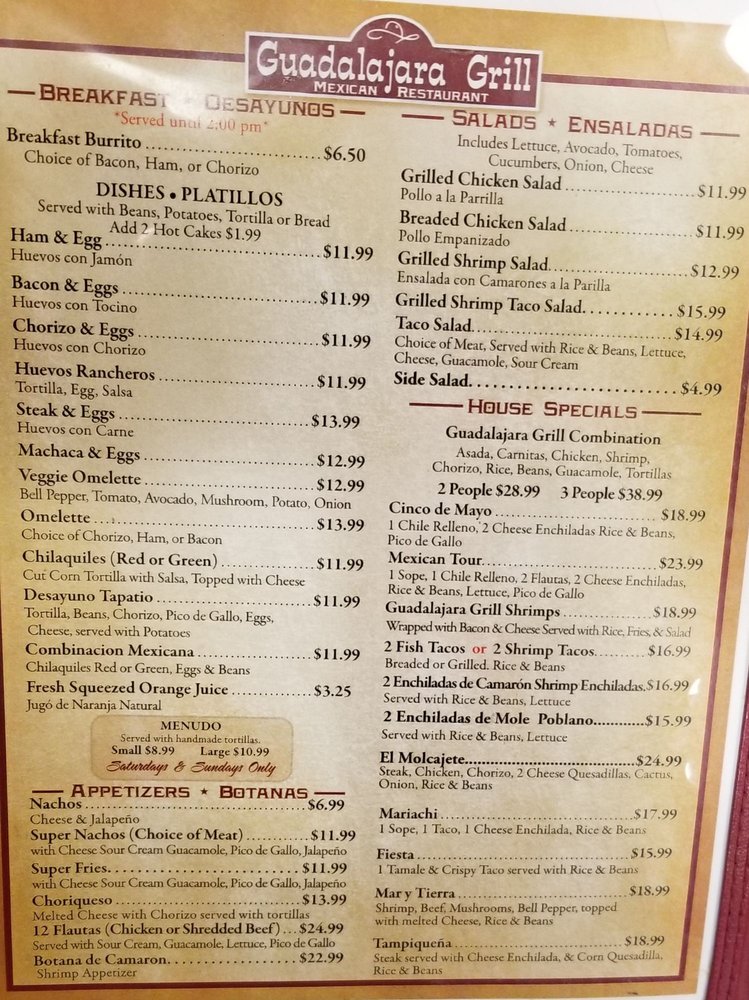 Guadalajara Grill
Mexican Restaurant
Breakfast ★ Desayunos
*Served until 2:00 pm*
Breakfast Burrito ........ $6.50
Choice of Bacon, Ham, or Chorizo
DISHES • PLATILLOS
Served with Beans, Potatoes, Tortilla or Bread
Add 2 Hot Cakes $1.99
Ham & Egg ........ $11.99
Huevos con Jamón
Bacon & Eggs ........ $11.99
Huevos con Tocino
Chorizo & Eggs ........ $11.99
Huevos con Chorizo
Huevos Rancheros ........ $11.99
Tortilla, Egg, Salsa
Steak & Eggs ........ $13.99
Huevos con Carne
Machaca & Eggs ........ $12.99
Veggie Omelette ........ $12.99
Bell Pepper, Tomato, Avocado, Mushroom, Potato, Onion
Omelette ........ $13.99
Choice of Chorizo, Ham, or Bacon
Chilaquiles (Red or Green) ........ $11.99
Cut Corn Tortilla with Salsa, Topped with Cheese
Desayuno Tapatio ........ $11.99
Tortilla, Beans, Chorizo, Pico de Gallo, Eggs,
Cheese, served with Potatoes
Combinacion Mexicana ........ $11.99
Chilaquiles Red or Green, Eggs & Beans
Fresh Squeezed Orange Juice ........ $3.25
Jugó de Naranja Natural
MENUDO
Served with handmade tortillas.
Small $8.99 Large $10.99
Saturdays & Sundays Only
Appetizers ★ Botanas
Nachos ........ $6.99
Cheese & Jalapeño
Super Nachos (Choice of Meat) ........ $11.99
with Cheese Sour Cream Guacamole, Pico de Gallo, Jalapeño
Super Fries ........ $11.99
with Cheese Sour Cream Guacamole, Pico de Gallo, Jalapeño
Choriqueso ........ $13.99
Melted Cheese with Chorizo served with tortillas
12 Flautas (Chicken or Shredded Beef) ... $24.99
Served with Sour Cream, Guacamole, Lettuce, Pico de Gallo
Botana de Camaron ........ $22.99
Shrimp Appetizer
Salads ★ Ensaladas
Includes Lettuce, Avocado, Tomatoes,
Cucumbers, Onion, Cheese
Grilled Chicken Salad ........ $11.99
Pollo a la Parrilla
Breaded Chicken Salad ........ $11.99
Pollo Empanizado
Grilled Shrimp Salad ........ $12.99
Ensalada con Camarones a la Parilla
Grilled Shrimp Taco Salad ........ $15.99
Taco Salad ........ $14.99
Choice of Meat, Served with Rice & Beans, Lettuce,
Cheese, Guacamole, Sour Cream
Side Salad ........ $4.99
House Specials
Guadalajara Grill Combination
Asada, Carnitas, Chicken, Shrimp,
Chorizo, Rice, Beans, Guacamole, Tortillas
2 People $28.99 3 People $38.99
Cinco de Mayo ........ $18.99
1 Chile Relleno, 2 Cheese Enchiladas Rice & Beans,
Pico de Gallo
Mexican Tour ........ $23.99
1 Sope, 1 Chile Relleno, 2 Flautas, 2 Cheese Enchiladas,
Rice & Beans, Lettuce, Pico de Gallo
Guadalajara Grill Shrimps ........ $18.99
Wrapped with Bacon & Cheese Served with Rice, Fries, & Salad
2 Fish Tacos or 2 Shrimp Tacos ........ $16.99
Breaded or Grilled. Rice & Beans
2 Enchiladas de Camarón Shrimp Enchiladas. $16.99
Served with Rice & Beans, Lettuce
2 Enchiladas de Mole Poblano ........ $15.99
Served with Rice & Beans, Lettuce
El Molcajete ........ $24.99
Steak, Chicken, Chorizo, 2 Cheese Quesadillas, Cactus,
Onion, Rice & Beans
Mariachi ........ $17.99
1 Sope, 1 Taco, 1 Cheese Enchilada, Rice & Beans
Fiesta ........ $15.99
1 Tamale & Crispy Taco served with Rice & Beans
Mar y Tierra ........ $18.99
Shrimp, Beef, Mushrooms, Bell Pepper, topped
with melted Cheese, Rice & Beans
Tampiqueña ........ $18.99
Steak served with Cheese Enchilada, & Corn Quesadilla,
Rice & Beans